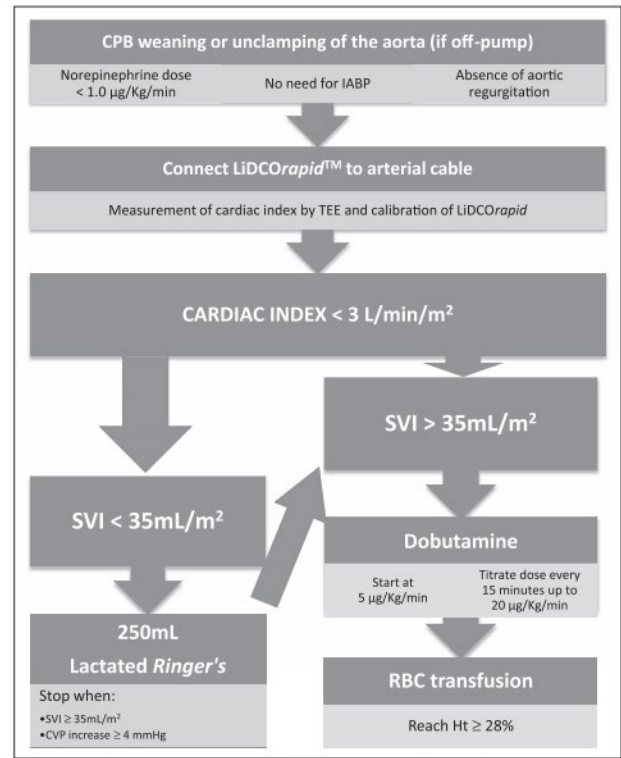 CPB weaning or unclamping of the aorta (if off-pump)
Norepinephrine dose
< 1.0 µg/Kg/min
No need for IABP
Absence of aortic
regurgitation
Connect LiDCOrapid™ to arterial cable
Measurement of cardiac index by TEE and calibration of LiDCOrapid
CARDIAC INDEX < 3 L/min/m²
SVI > 35mL/m²
SVI < 35mL/m²
Dobutamine
Start at
5 µg/Kg/min
Titrate dose every
15 minutes up to
20 µg/Kg/min
250mL
Lactated Ringer's
Stop when:
•SVI ≥ 35mL/m²
•CVP increase ≥ 4 mmHg
RBC transfusion
Reach Ht ≥ 28%